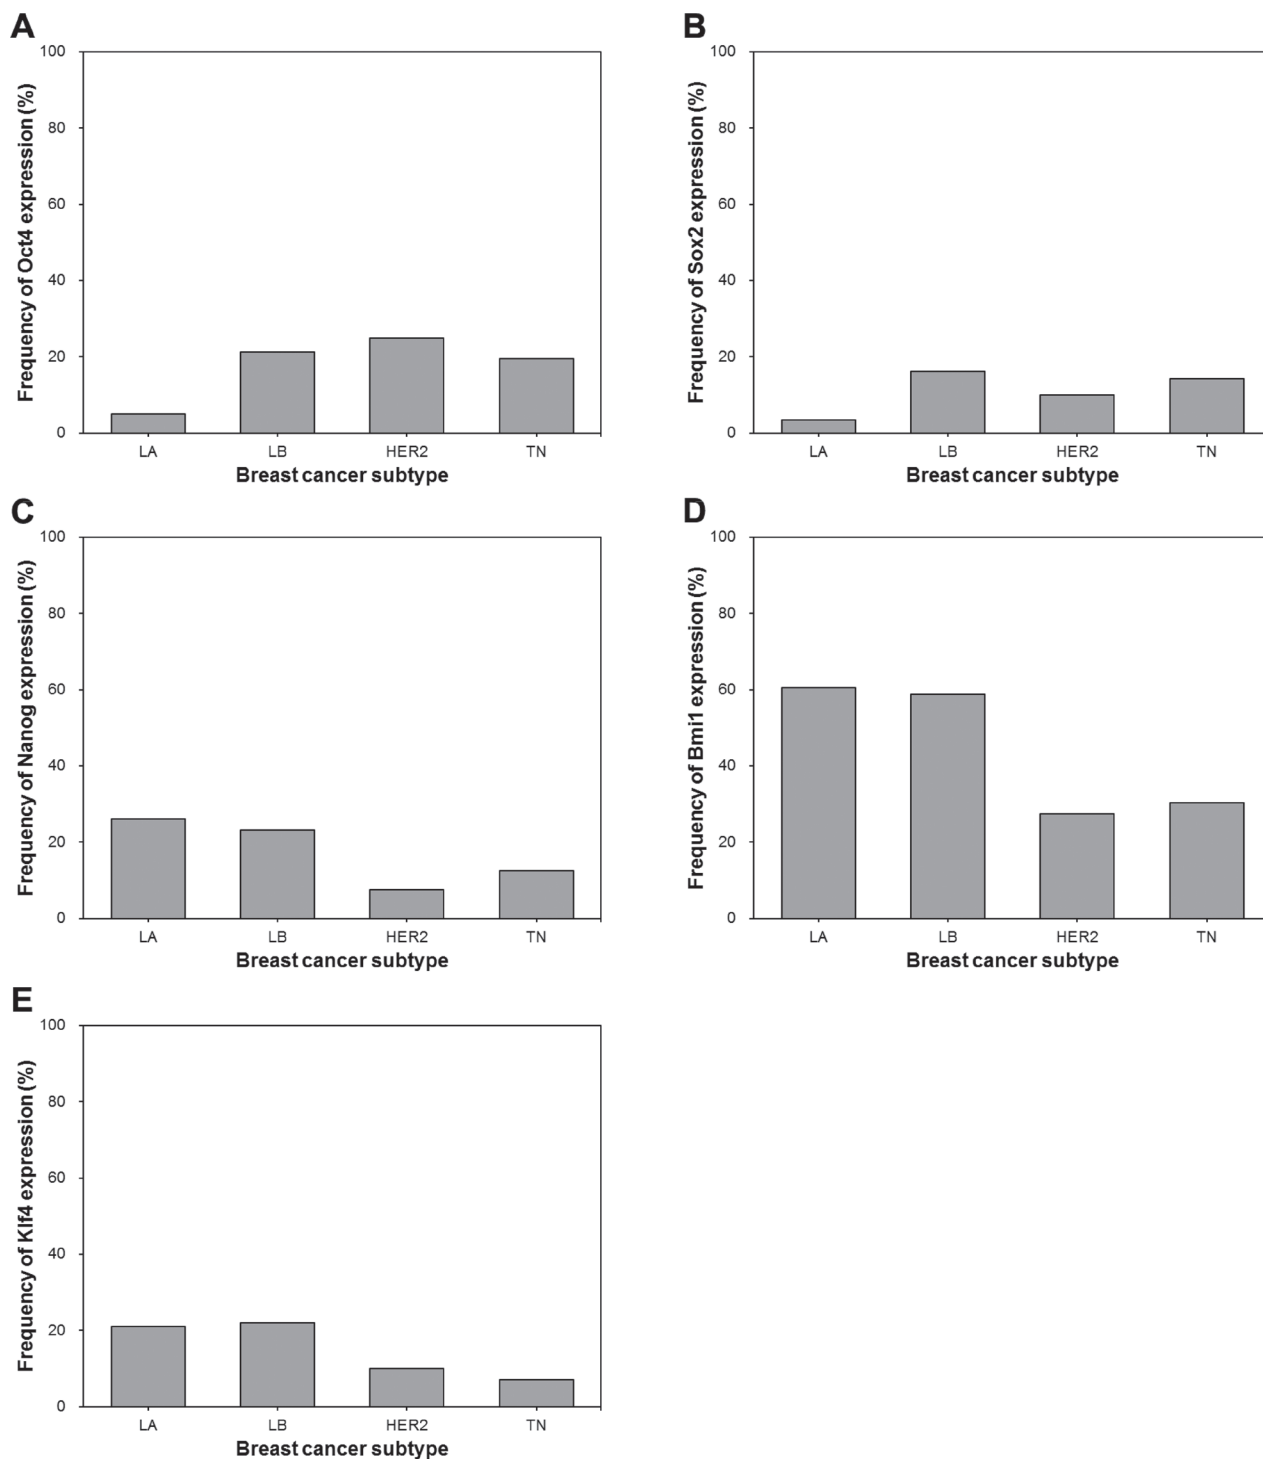 A
Frequency of Oct4 expression (%)
100
80
60
40
20
0
LA LB HER2 TN
Breast cancer subtype
B
Frequency of Sox2 expression (%)
100
80
60
40
20
0
LA LB HER2 TN
Breast cancer subtype
C
Frequency of Nanog expression (%)
100
80
60
40
20
0
LA LB HER2 TN
Breast cancer subtype
D
Frequency of Bmi1 expression (%)
100
80
60
40
20
0
LA LB HER2 TN
Breast cancer subtype
E
Frequency of Klf4 expression (%)
100
80
60
40
20
0
LA LB HER2 TN
Breast cancer subtype